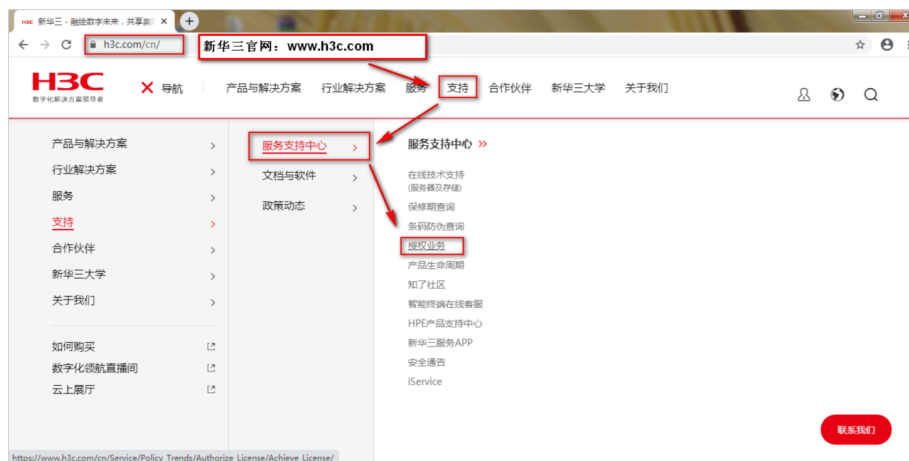 H3C 新华三 - 融绘数字未来，共享美
h3c.com/cn/
新华三官网：www.h3c.com
H3C
数字化解决方案领导者
导航
产品与解决方案 行业解决方案 服务 支持 合作伙伴 新华三大学 关于我们
产品与解决方案
行业解决方案
服务
支持
合作伙伴
新华三大学
关于我们
如何购买
数字化领航直播间
云上展厅
服务支持中心
文档与软件
政策动态
服务支持中心 »
在线技术支持
(服务器及存储)
保修期查询
条码防伪查询
授权业务
产品生命周期
知了社区
智能终端在线客服
HPE产品支持中心
新华三服务APP
安全通告
iService
联系我们
https://www.h3c.com/cn/Service/Policy_Trends/Authorize_License/Achieve_License/